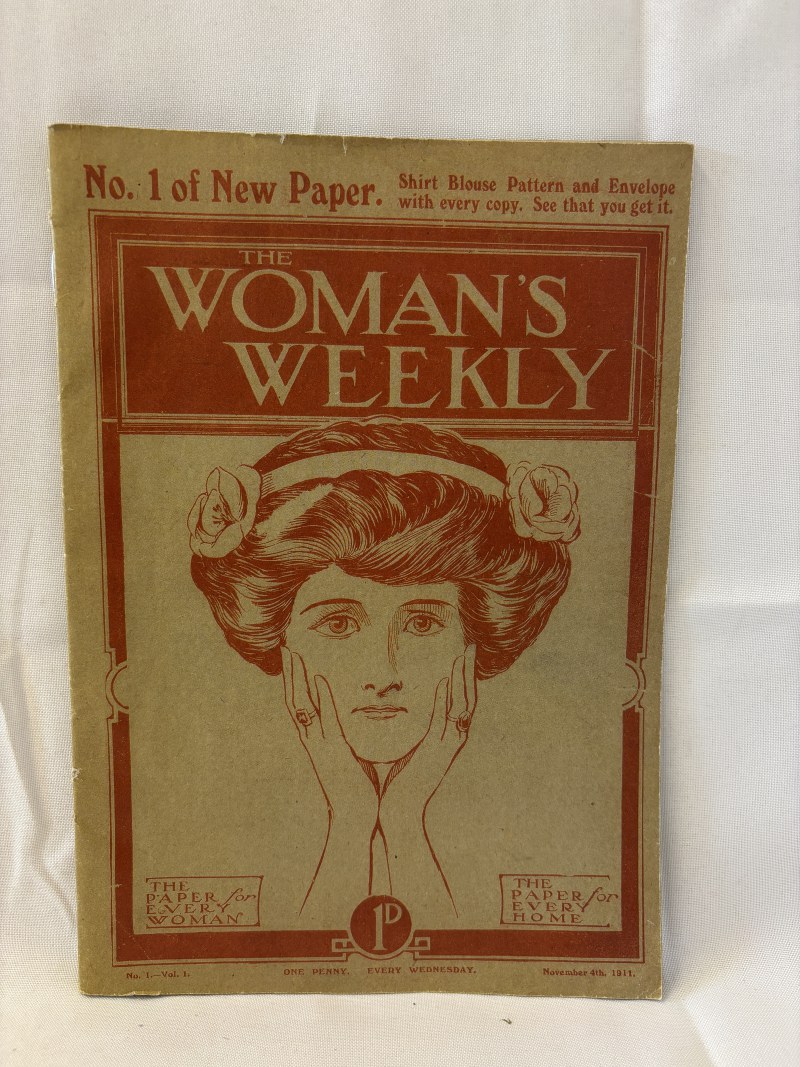 No. 1 of New Paper.
Shirt Blouse Pattern and Envelope
with every copy. See that you get it.
THE
WOMAN'S
WEEKLY
THE
PAPER for
EVERY
WOMAN
1D
THE
PAPER for
EVERY
HOME
No. 1.—Vol. 1.
ONE PENNY. EVERY WEDNESDAY.
November 4th, 1911.